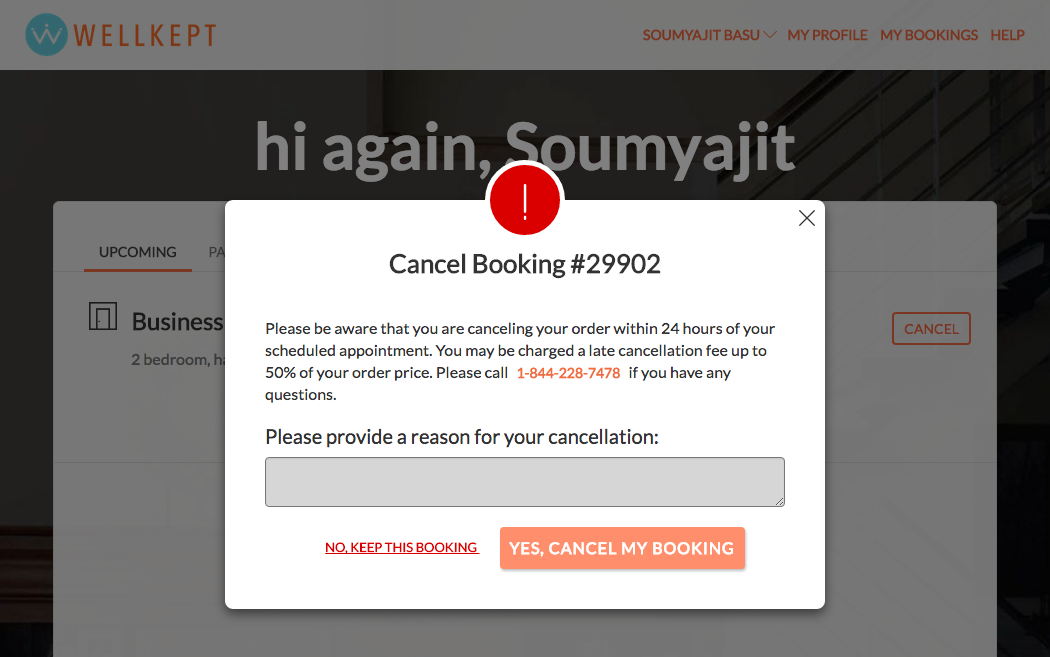 WELLKEPT
SOUMYAJIT BASU MY PROFILE MY BOOKINGS HELP
hi again, Soumyajit
UPCOMING
Cancel Booking #29902
Business
2 bedroom,
CANCEL
Please be aware that you are canceling your order within 24 hours of your
scheduled appointment. You may be charged a late cancellation fee up to
50% of your order price. Please call 1-844-228-7478 if you have any
questions.
Please provide a reason for your cancellation:
NO, KEEP THIS BOOKING
YES, CANCEL MY BOOKING